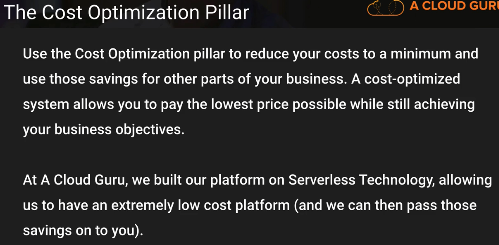 The Cost Optimization Pillar
A CLOUD GURU
Use the Cost Optimization pillar to reduce your costs to a minimum and
use those savings for other parts of your business. A cost-optimized
system allows you to pay the lowest price possible while still achieving
your business objectives.
At A Cloud Guru, we built our platform on Serverless Technology, allowing
us to have an extremely low cost platform (and we can then pass those
savings on to you).